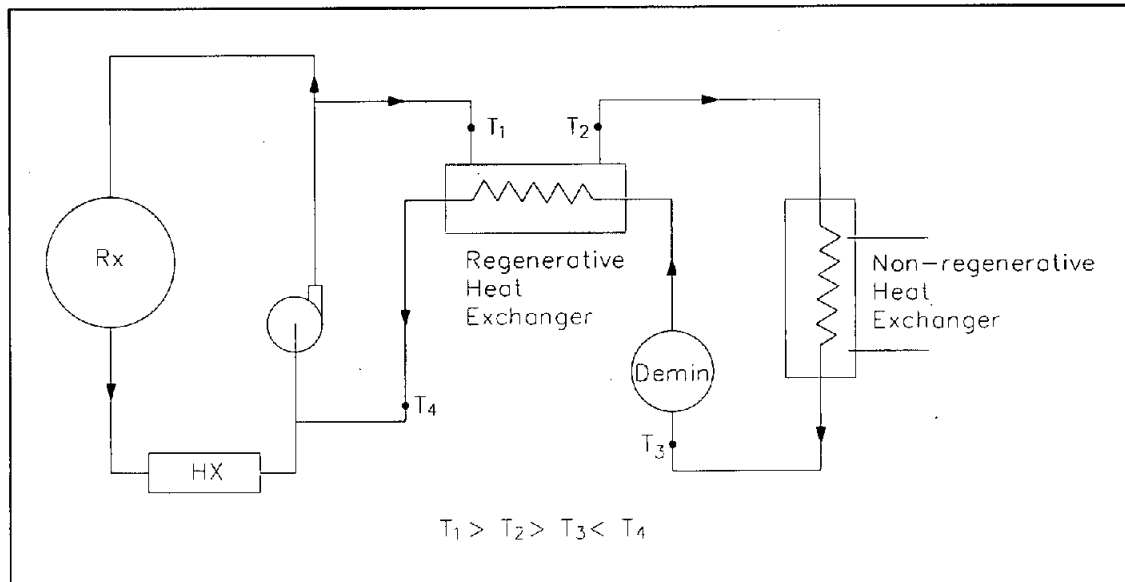 T₁
T₂
Rx
Regenerative
Heat
Exchanger
Non-regenerative
Heat
Exchanger
Demin
T₄
T₃
HX
T₁ > T₂ > T₃ < T₄